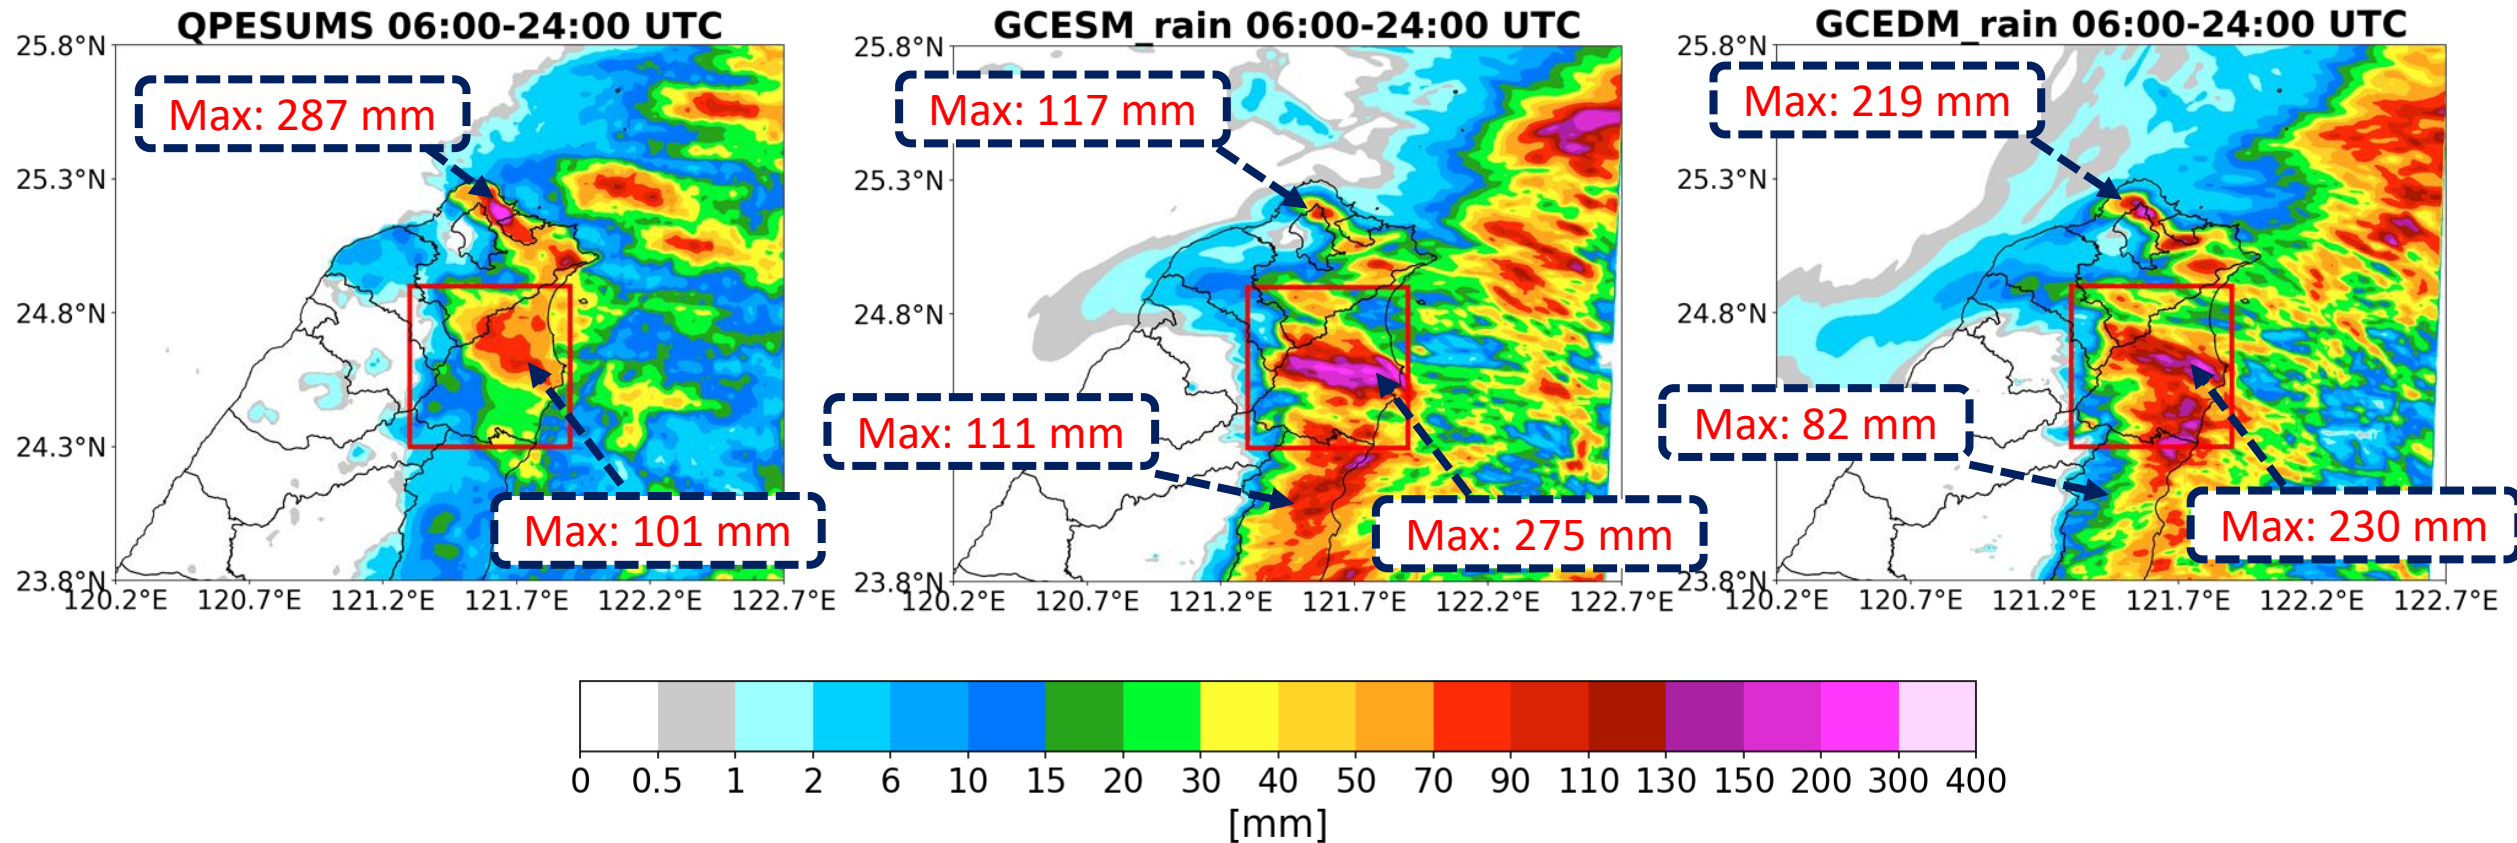 QPESUMS 06:00-24:00 UTC
GCESM_rain 06:00-24:00 UTC
GCEDM_rain 06:00-24:00 UTC
25.8°N
25.3°N
24.8°N
24.3°N
23.8°N
120.2°E 120.7°E 121.2°E 121.7°E 122.2°E 122.7°E
Max: 287 mm
Max: 101 mm
25.8°N
25.3°N
24.8°N
24.3°N
23.8°N
120.2°E 120.7°E 121.2°E 121.7°E 122.2°E 122.7°E
Max: 117 mm
Max: 111 mm
Max: 275 mm
25.8°N
25.3°N
24.8°N
24.3°N
23.8°N
120.2°E 120.7°E 121.2°E 121.7°E 122.2°E 122.7°E
Max: 219 mm
Max: 82 mm
Max: 230 mm
0 0.5 1 2 6 10 15 20 30 40 50 70 90 110 130 150 200 300 400
[mm]